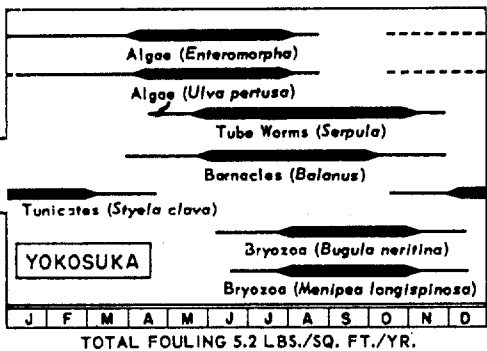 Algae (Enteromorpha)
Algae (Ulva pertusa)
Tube Worms (Serpula)
Barnacles (Balanus)
Tunicates (Styela clava)
Bryozoa (Bugula neritina)
YOKOSUKA
Bryozoa (Menipea longispinosa)
J F M A M J J A S O N D
TOTAL FOULING 5.2 LBS./SQ. FT./YR.